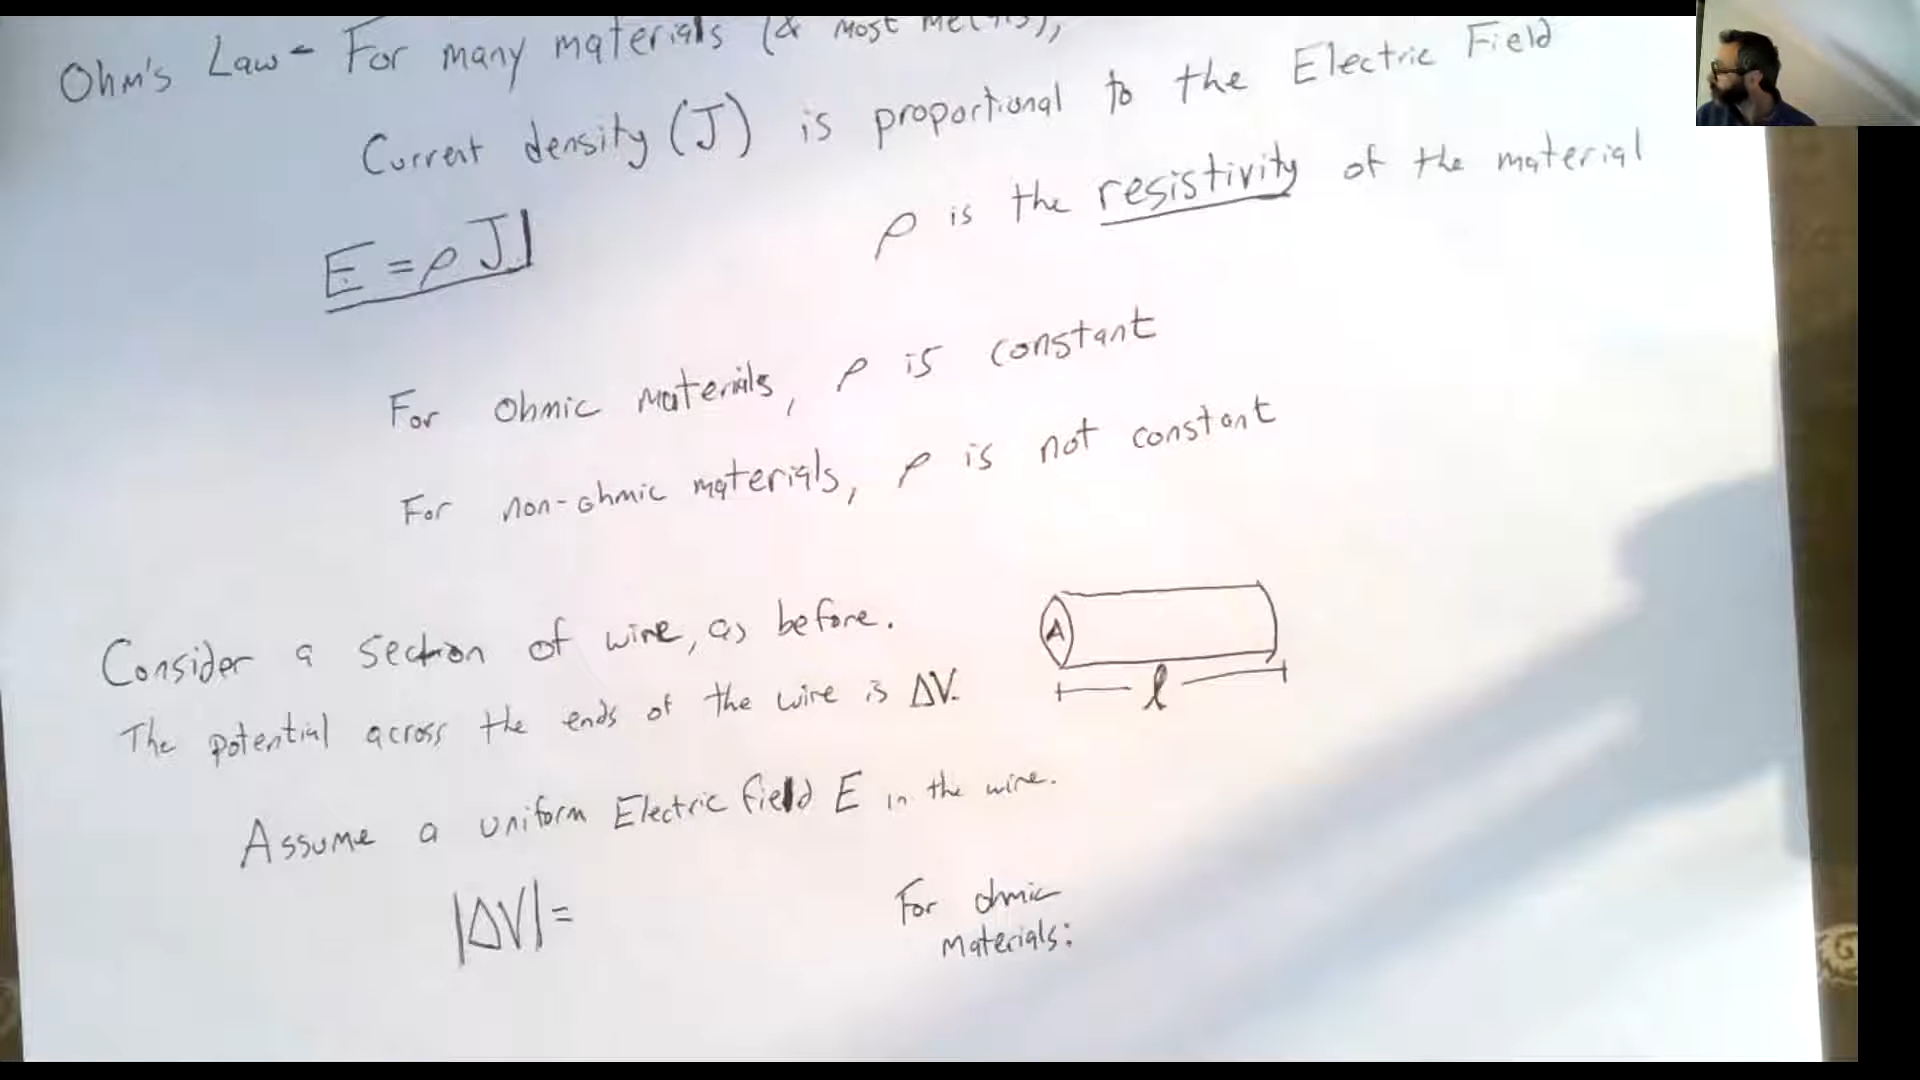 Ohm's Law - For many materials (& most metals),
Current density (J) is proportional to the Electric Field
E = ρJ
ρ is the resistivity of the material
For Ohmic materials, ρ is constant
For non-ohmic materials, ρ is not constant
Consider a section of wire, as before.
A
The potential across the ends of the wire is ΔV.
ℓ
Assume a uniform Electric field E in the wire.
|ΔV| =
For ohmic
materials: